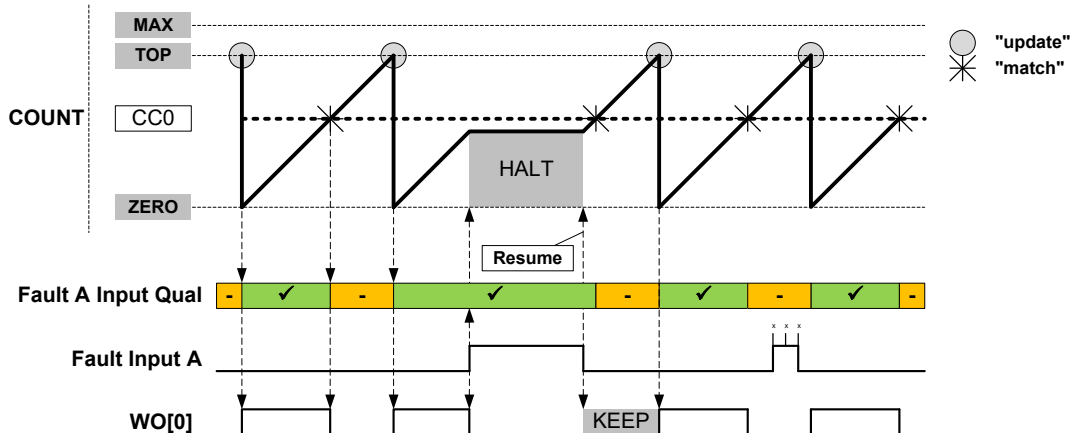 MAX
TOP
"update"
"match"
COUNT
CC0
HALT
ZERO
Resume
Fault A Input Qual - ✓ - ✓ - ✓ - ✓ -
x x x
Fault Input A
WO[0]
KEEP